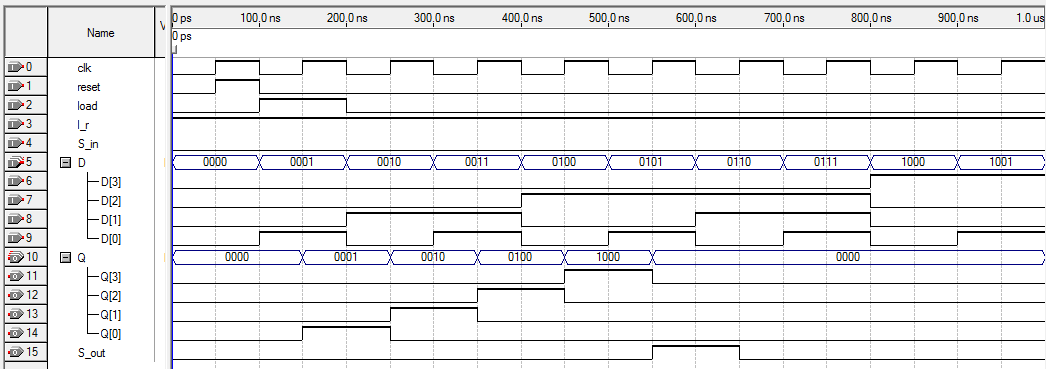 Name V 0 ps 100.0 ns 200.0 ns 300.0 ns 400.0 ns 500.0 ns 600.0 ns 700.0 ns 800.0 ns 900.0 ns 1.0 us
0 ps
0 clk
1 reset
2 load
3 l_r
4 S_in
5 D 0000 0001 0010 0011 0100 0101 0110 0111 1000 1001
6 D[3]
7 D[2]
8 D[1]
9 D[0]
10 Q 0000 0001 0010 0100 1000 0000
11 Q[3]
12 Q[2]
13 Q[1]
14 Q[0]
15 S_out